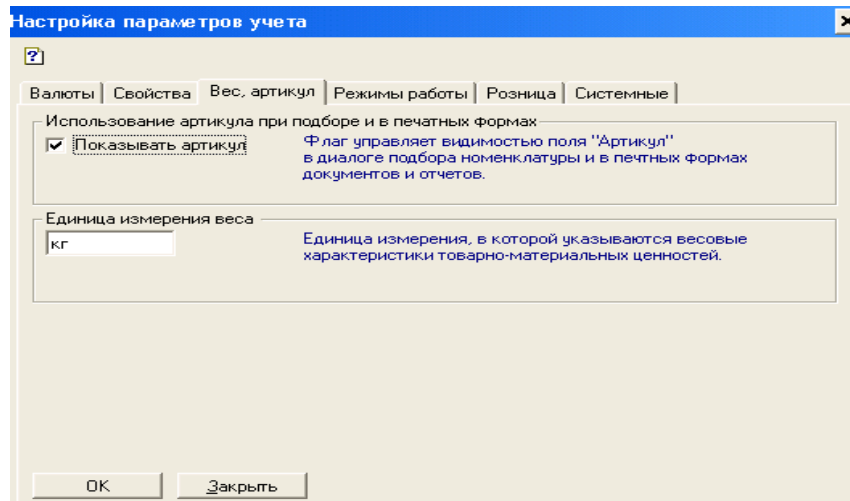 Настройка параметров учета
Валюты Свойства Вес, артикул Режимы работы Розница Системные
Использование артикула при подборе и в печатных формах
Показывать артикул
Флаг управляет видимостью поля "Артикул"
в диалоге подбора номенклатуры и в печтных формах
документов и отчетов.
Единица измерения веса
кг
Единица измерения, в которой указываются весовые
характеристики товарно-материальных ценностей.
OK Закрыть